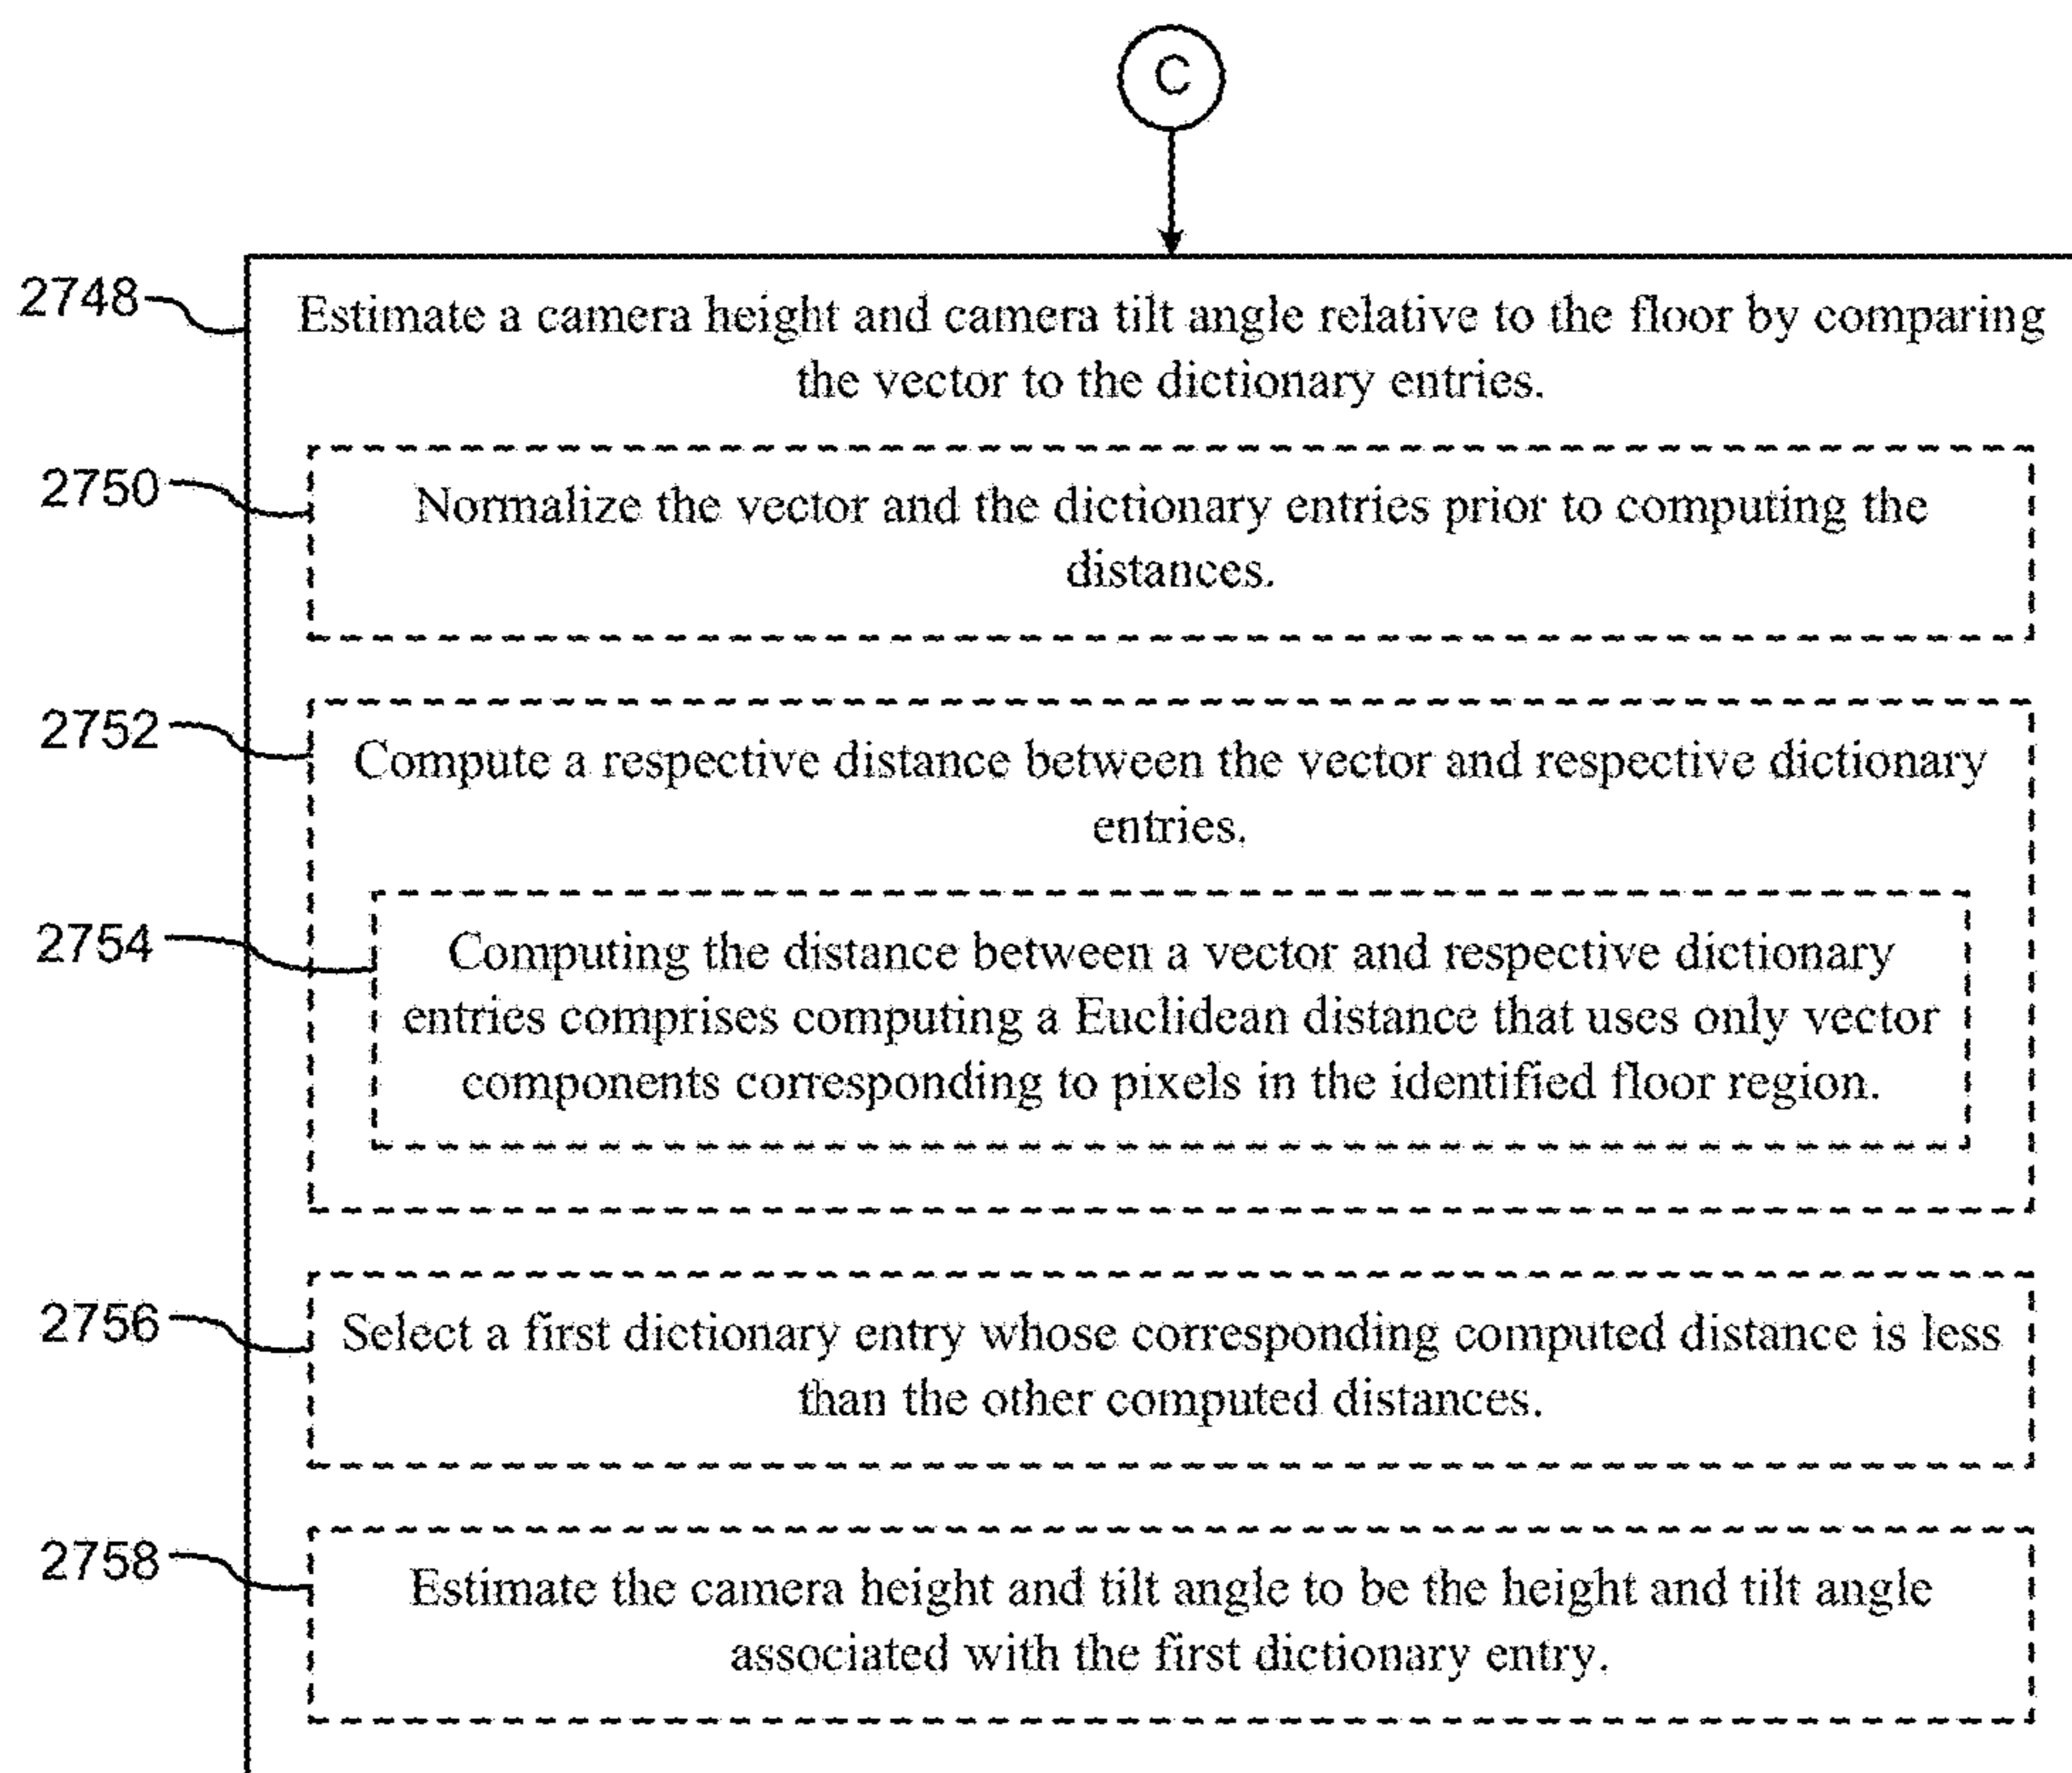 C
2748
Estimate a camera height and camera tilt angle relative to the floor by comparing
the vector to the dictionary entries.
2750
Normalize the vector and the dictionary entries prior to computing the
distances.
2752
Compute a respective distance between the vector and respective dictionary
entries.
2754
Computing the distance between a vector and respective dictionary
entries comprises computing a Euclidean distance that uses only vector
components corresponding to pixels in the identified floor region.
2756
Select a first dictionary entry whose corresponding computed distance is less
than the other computed distances.
2758
Estimate the camera height and tilt angle to be the height and tilt angle
associated with the first dictionary entry.